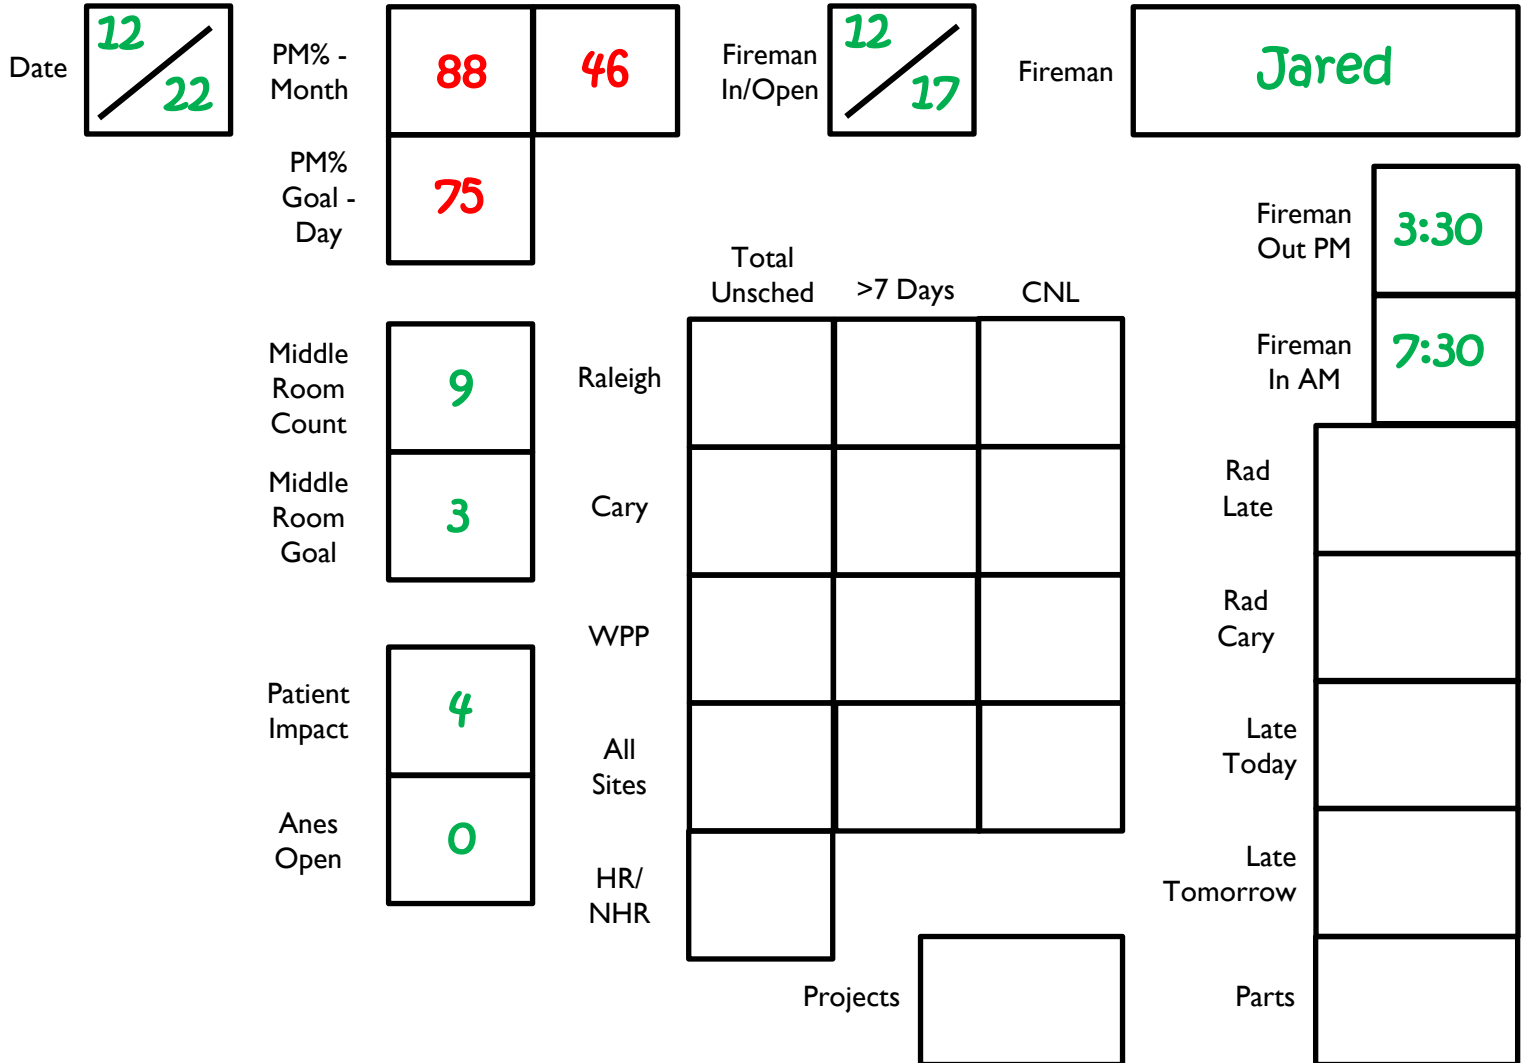 Date
12
22
PM% -
Month
88
46
Fireman
In/Open
12
17
Fireman
Jared
PM%
Goal -
Day
75
Fireman
Out PM
3:30
Fireman
In AM
7:30
Total
Unsched
>7 Days
CNL
Middle
Room
Count
9
Raleigh
Middle
Room
Goal
3
Cary
Rad
Late
WPP
Rad
Cary
Patient
Impact
4
All
Sites
Late
Today
Anes
Open
0
HR/
NHR
Late
Tomorrow
Projects
Parts